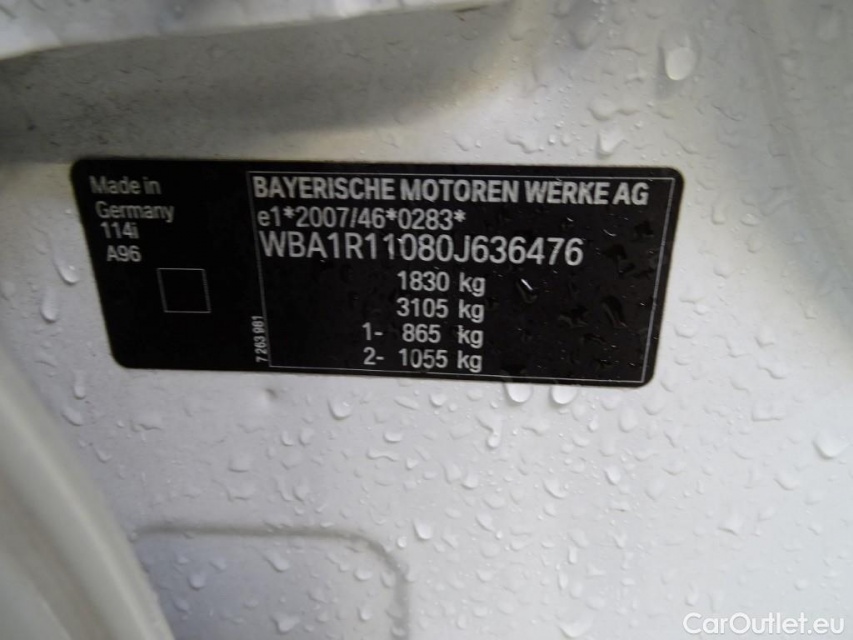 Made in
Germany
114i
A96
7 263 981
BAYERISCHE MOTOREN WERKE AG
e1*2007/46*0283*
WBA1R11080J636476
1830 kg
3105 kg
1- 865 kg
2- 1055 kg
CarOutlet.eu